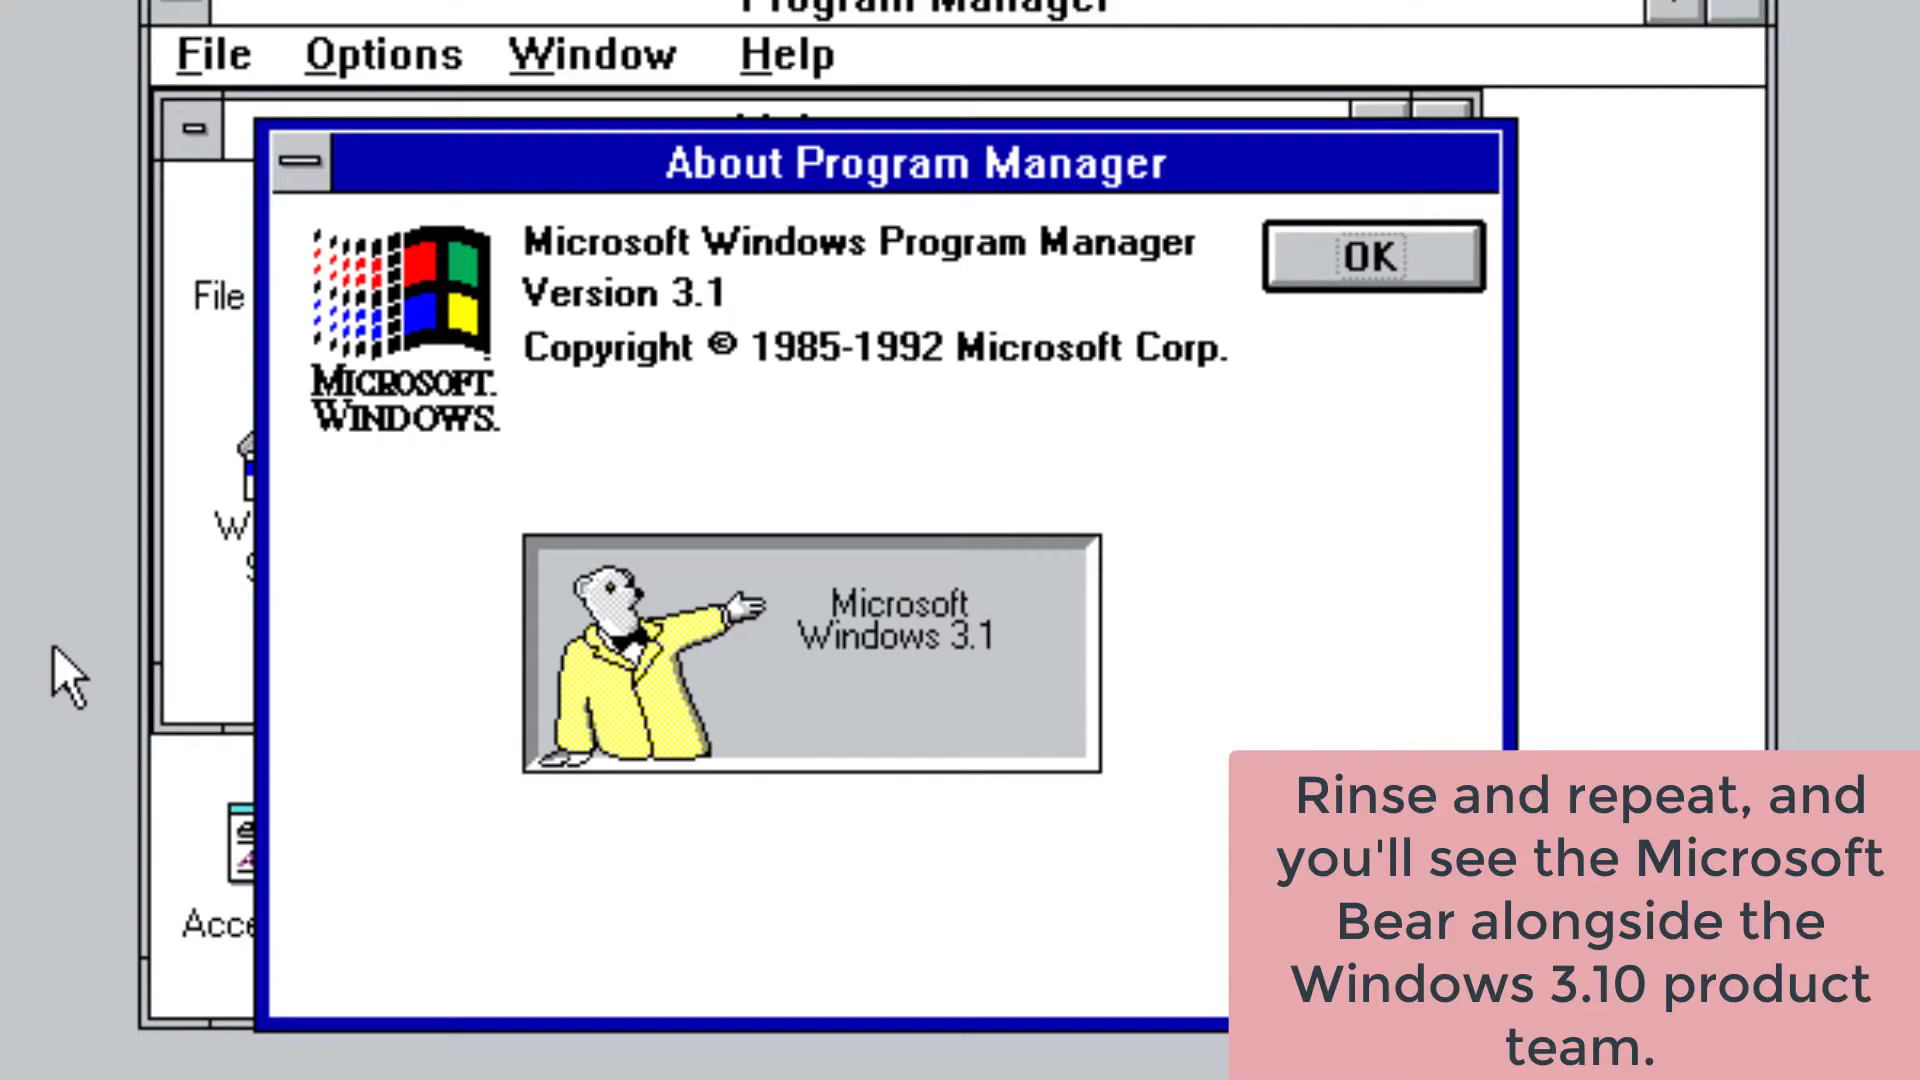 Program Manager
File Options Window Help
About Program Manager
Microsoft Windows Program Manager
Version 3.1
Copyright © 1985-1992 Microsoft Corp.
OK
MICROSOFT.
WINDOWS.
File
Microsoft
Windows 3.1
Rinse and repeat, and
you'll see the Microsoft
Bear alongside the
Windows 3.10 product
team.